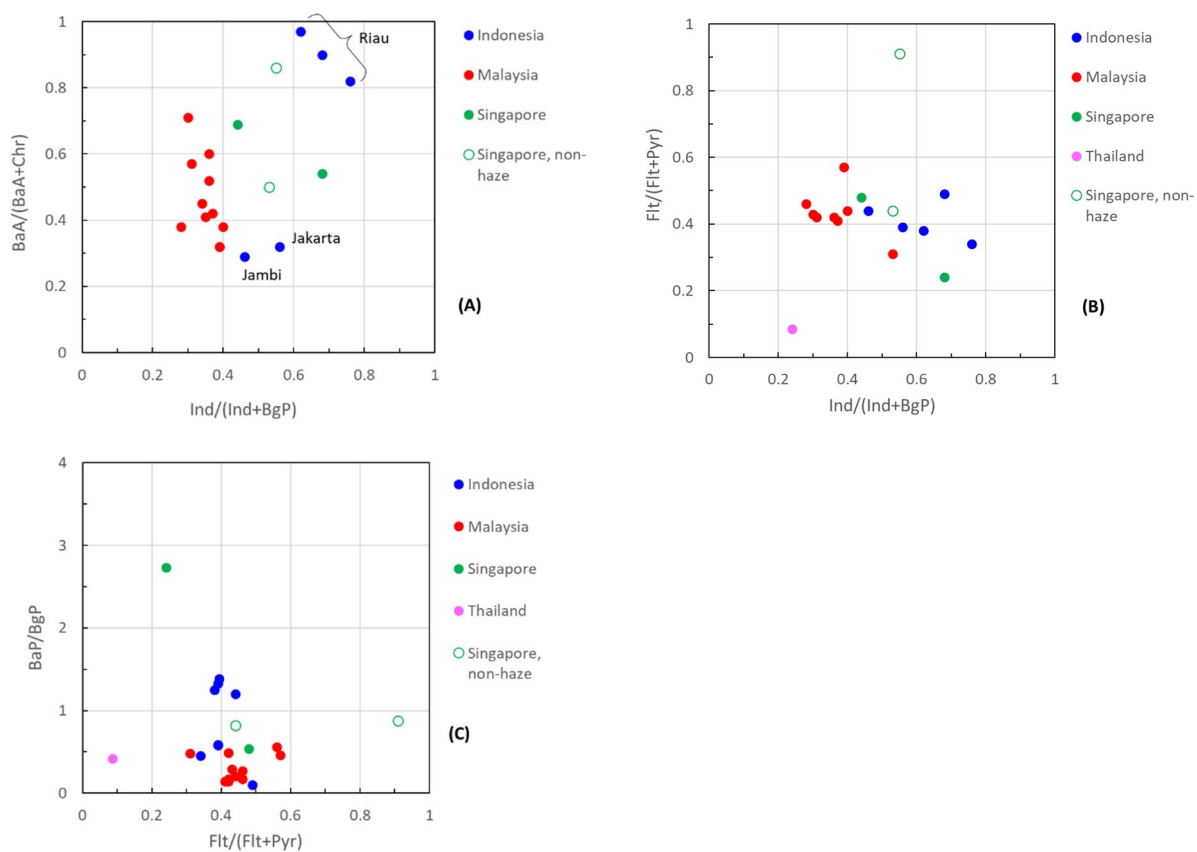 1
0.8
0.6
0.4
0.2
0
BaA/(BaA+Chr)
Riau
Jakarta
Jambi
0 0.2 0.4 0.6 0.8 1
Ind/(Ind+BgP)
Indonesia
Malaysia
Singapore
Singapore, non-
haze
(A)
1
0.8
0.6
0.4
0.2
0
Flt/(Flt+Pyr)
0 0.2 0.4 0.6 0.8 1
Ind/(Ind+BgP)
Indonesia
Malaysia
Singapore
Thailand
Singapore, non-
haze
(B)
4
3
2
1
0
BaP/BgP
0 0.2 0.4 0.6 0.8 1
Flt/(Flt+Pyr)
Indonesia
Malaysia
Singapore
Thailand
Singapore,
non-haze
(C)